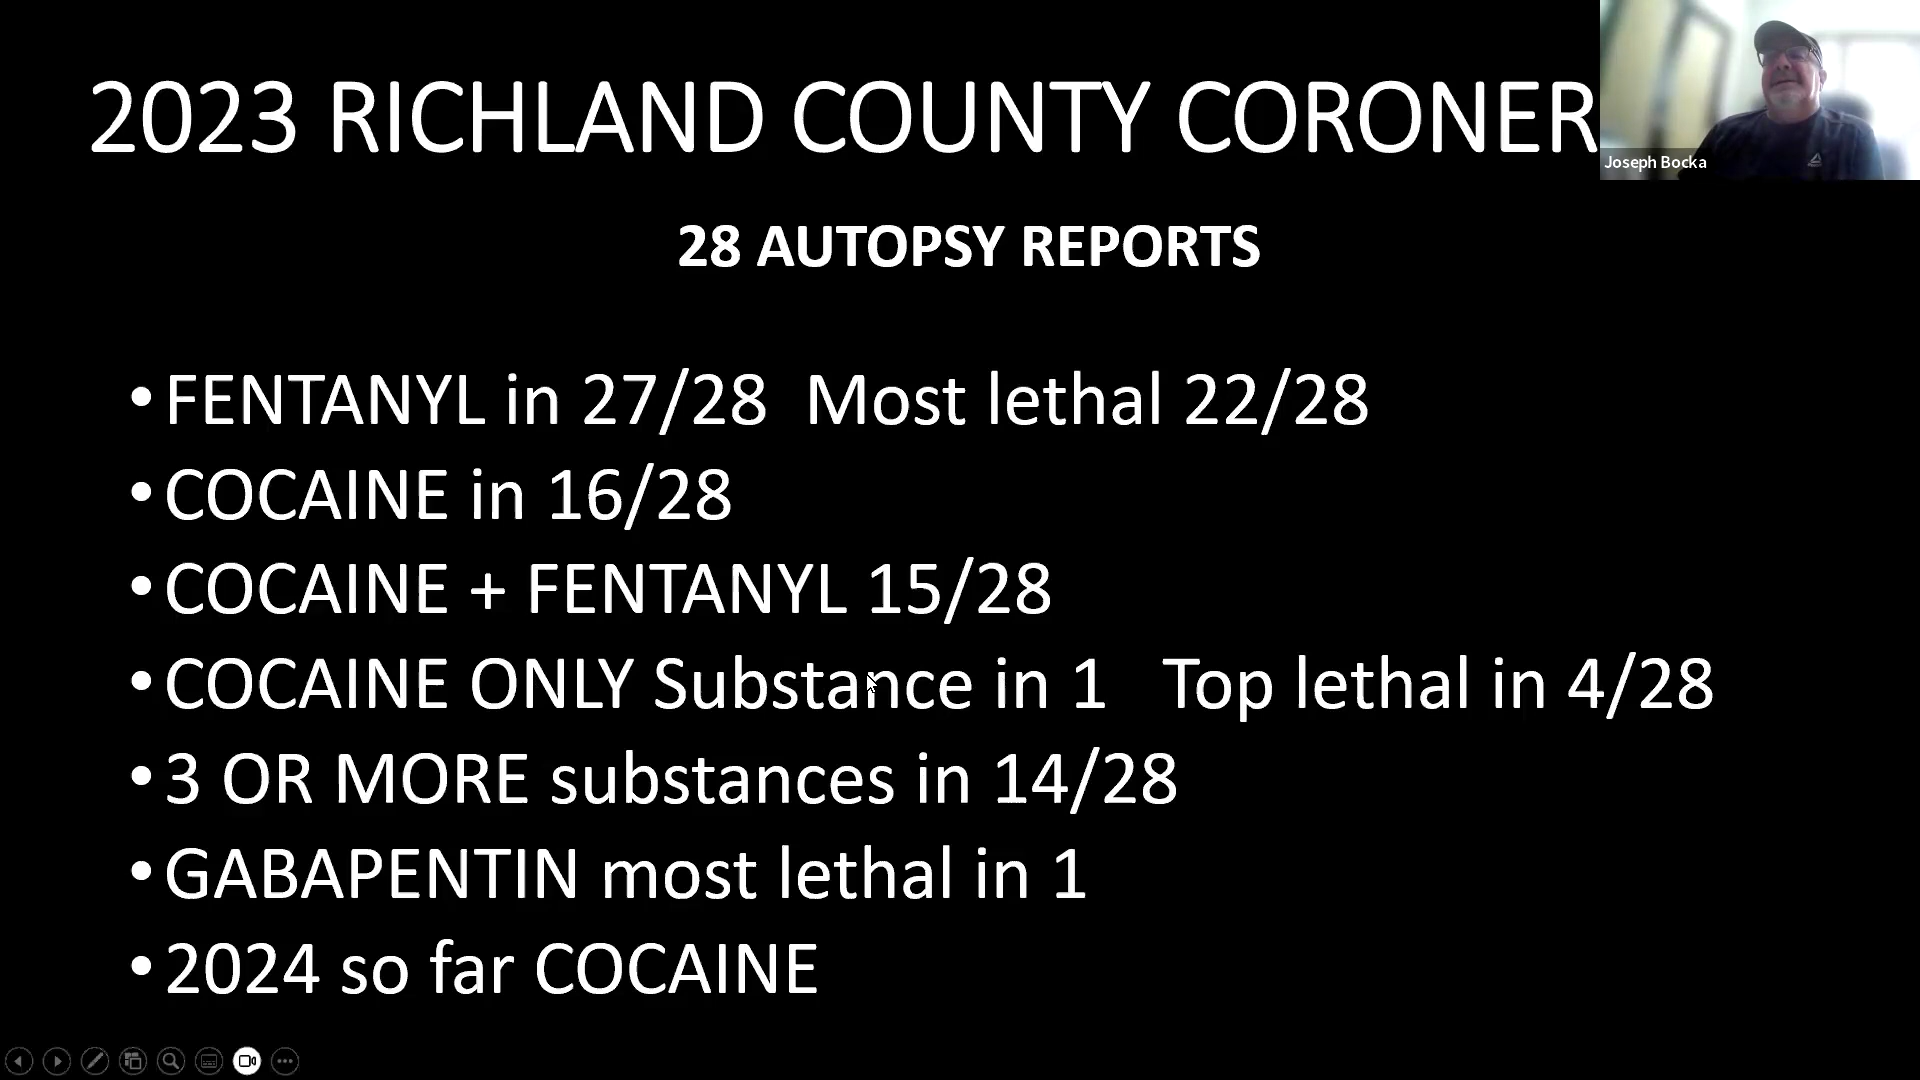 2023 RICHLAND COUNTY CORONER
Joseph Bocka
28 AUTOPSY REPORTS
•FENTANYL in 27/28  Most lethal 22/28
•COCAINE in 16/28
•COCAINE + FENTANYL 15/28
•COCAINE ONLY Substance in 1   Top lethal in 4/28
•3 OR MORE substances in 14/28
•GABAPENTIN most lethal in 1
•2024 so far COCAINE